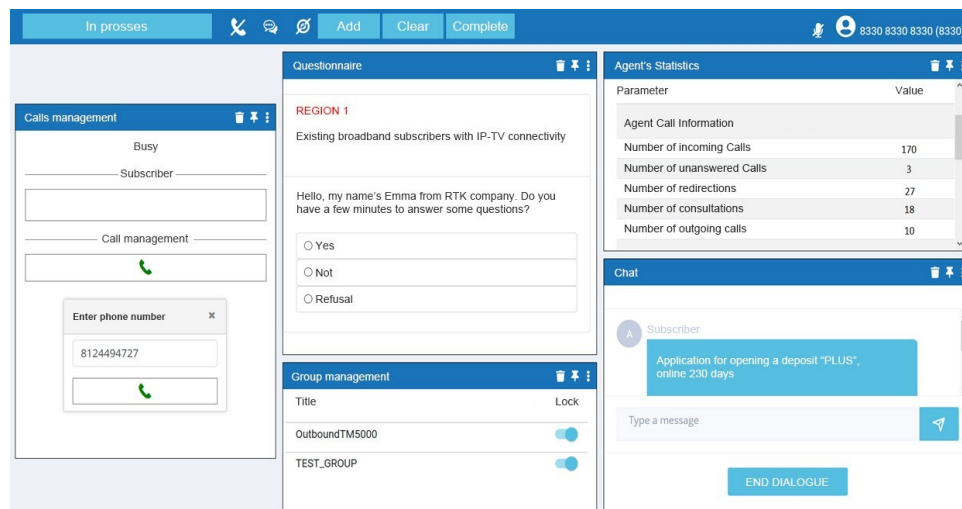 In prosses
Add
Clear
Complete
8330 8330 8330 (8330)
Calls management
Busy
Subscriber
Call management
Enter phone number
8124494727
Questionnaire
REGION 1
Existing broadband subscribers with IP-TV connectivity
Hello, my name's Emma from RTK company. Do you
have a few minutes to answer some questions?
Yes
Not
Refusal
Group management
Title Lock
OutboundTM5000
TEST_GROUP
Agent's Statistics
Parameter Value
Agent Call Information
Number of incoming Calls 170
Number of unanswered Calls 3
Number of redirections 27
Number of consultations 18
Number of outgoing calls 10
Chat
A Subscriber
Application for opening a deposit "PLUS",
online 230 days
Type a message
END DIALOGUE